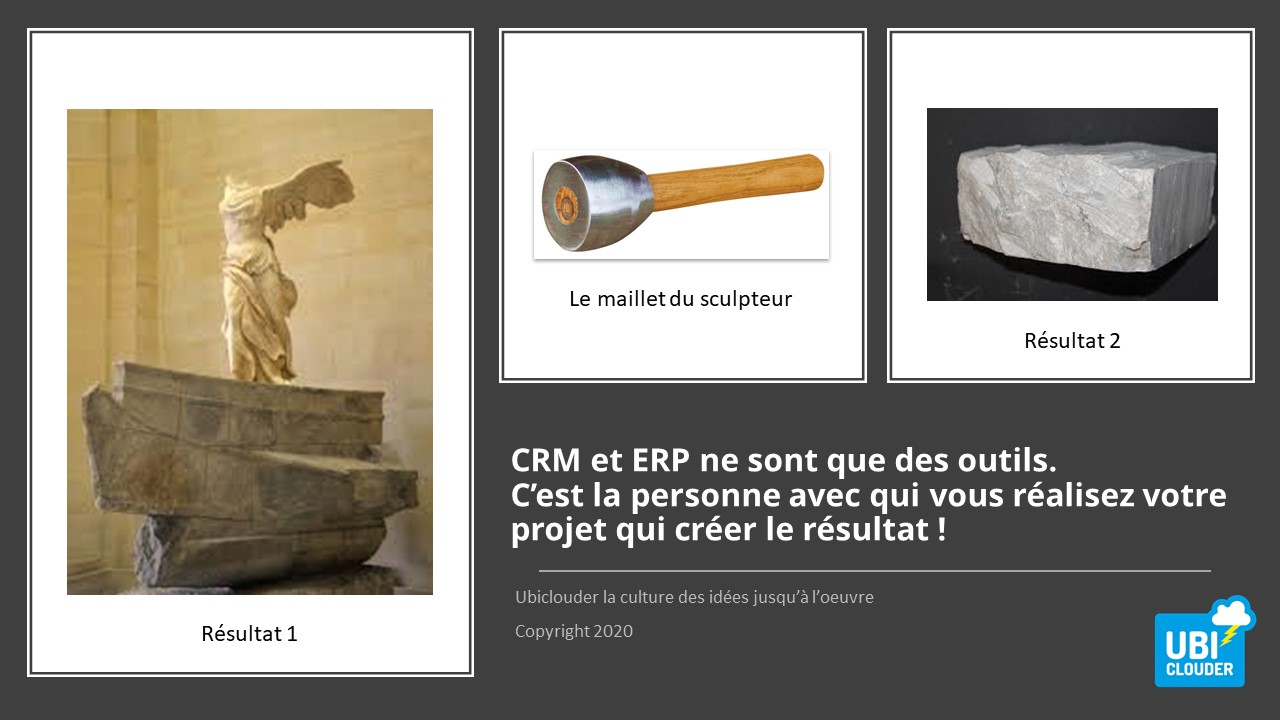 Résultat 1
Le maillet du sculpteur
Résultat 2
CRM et ERP ne sont que des outils.
C’est la personne avec qui vous réalisez votre
projet qui créer le résultat !
Ubiclouder la culture des idées jusqu’à l’oeuvre
Copyright 2020
UBI
CLOUDER